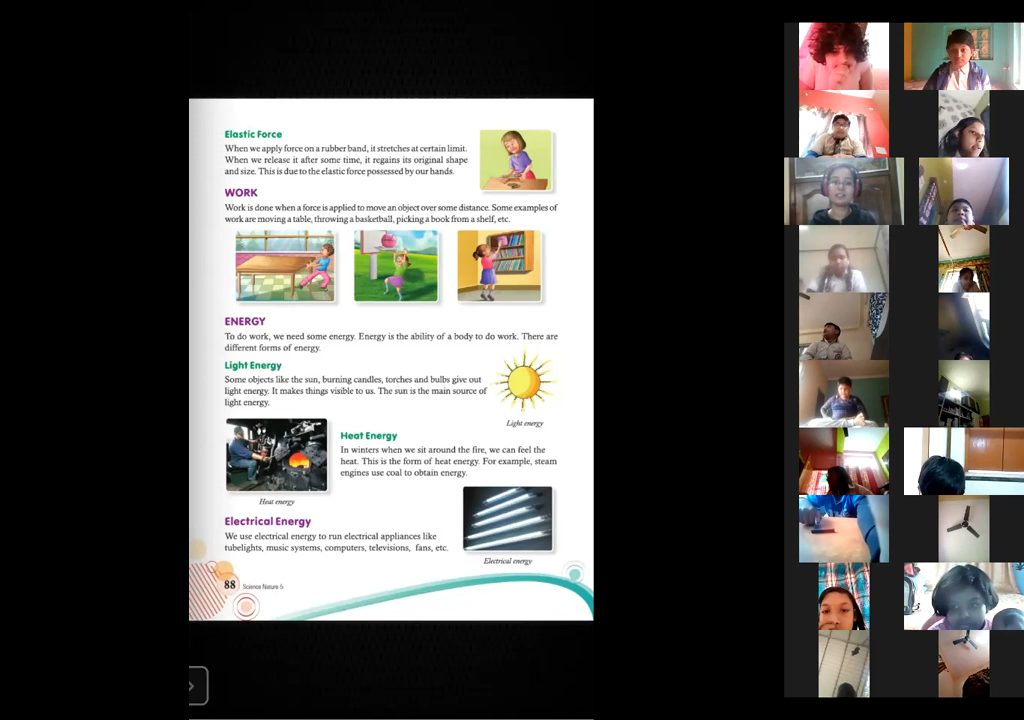 Elastic Force
When we apply force on a rubber band, it stretches at certain limit.
When we release it after some time, it regains its original shape
and size. This is due to the elastic force possessed by our hands.
WORK
Work is done when a force is applied to move an object over some distance. Some examples of
work are moving a table, throwing a basketball, picking a book from a shelf, etc.
ENERGY
To do work, we need some energy. Energy is the ability of a body to do work. There are
different forms of energy.
Light Energy
Some objects like the sun, burning candles, torches and bulbs give out
light energy. It makes things visible to us. The sun is the main source of
light energy.
Light energy
Heat Energy
In winters when we sit around the fire, we can feel the
heat. This is the form of heat energy. For example, steam
engines use coal to obtain energy.
Heat energy
Electrical Energy
We use electrical energy to run electrical appliances like
tubelights, music systems, computers, televisions, fans, etc.
Electrical energy
88 Science Nature 5